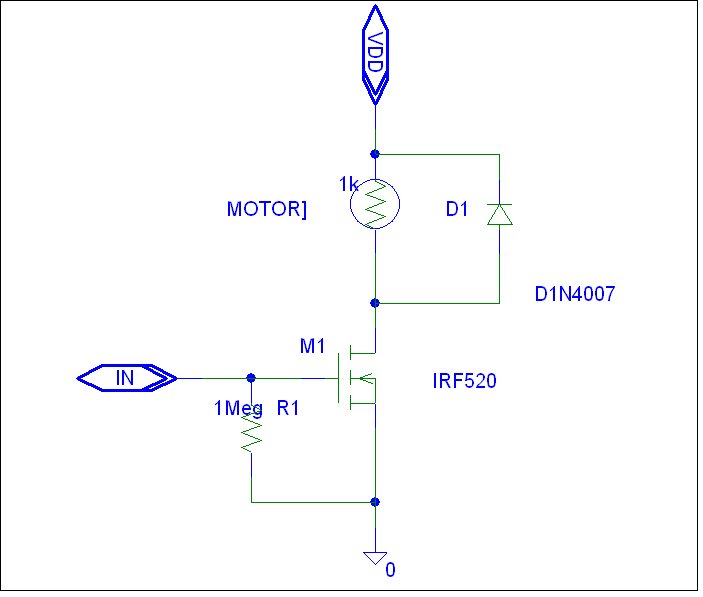 VDD
1k
MOTOR]
D1
D1N4007
M1
IN
IRF520
1Meg R1
0